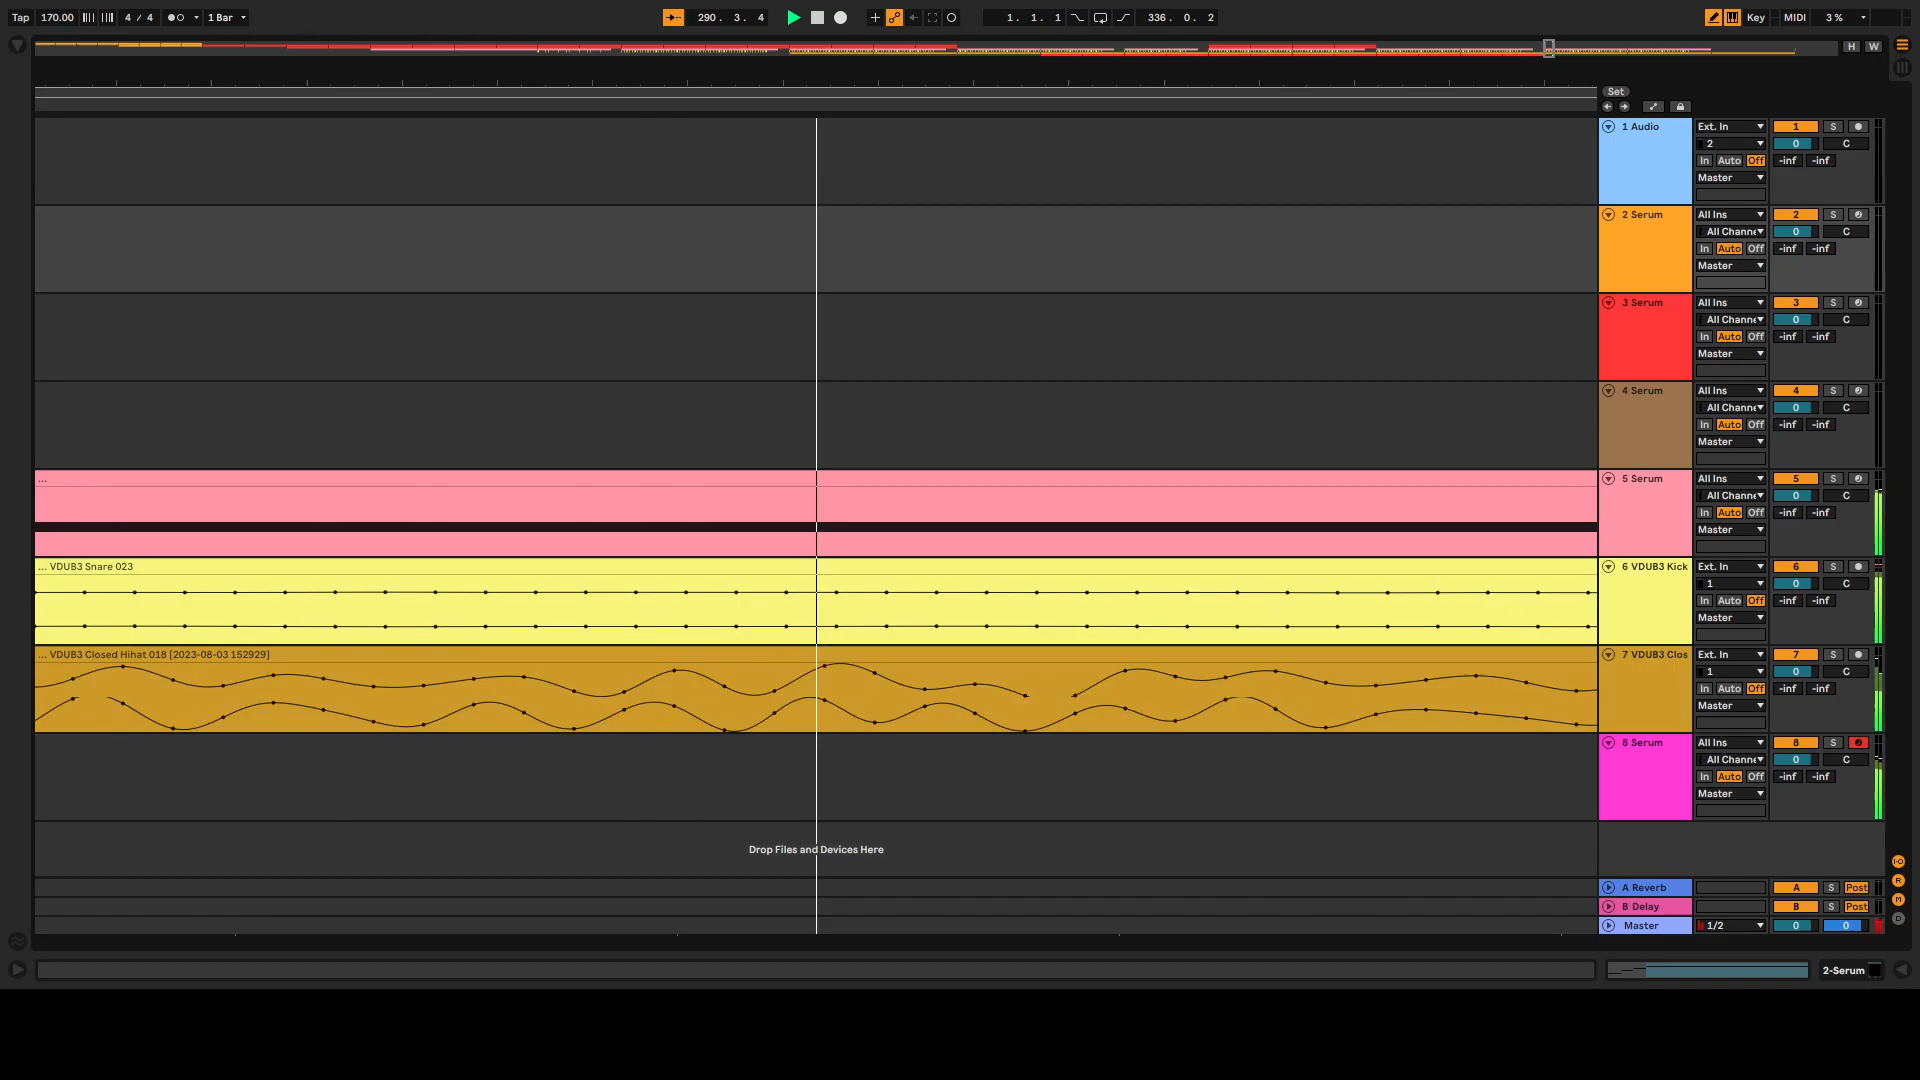 Tap 170.00 4 / 4 1 Bar 290. 3. 4 1. 1. 1 336. 0. 2 Key MIDI 3 %
H W
Set
1 Audio Ext. In 1 S
2 0 C
In Auto Off -inf -inf
Master
2 Serum All Ins 2 S
All Channe 0 C
In Auto Off -inf -inf
Master
3 Serum All Ins 3 S
All Channe 0 C
In Auto Off -inf -inf
Master
4 Serum All Ins 4 S
All Channe 0 C
In Auto Off -inf -inf
Master
... 5 Serum All Ins 5 S
All Channe 0 C
In Auto Off -inf -inf
Master
... VDUB3 Snare 023 6 VDUB3 Kick Ext. In 6 S
1 0 C
In Auto Off -inf -inf
Master
... VDUB3 Closed Hihat 018 [2023-08-03 152929] 7 VDUB3 Clos Ext. In 7 S
1 0 C
In Auto Off -inf -inf
Master
8 Serum All Ins 8 S
All Channe 0 C
In Auto Off -inf -inf
Master
Drop Files and Devices Here
I·O
A Reverb A S Post R
B Delay B S Post M
Master 1/2 0 0 D
2-Serum